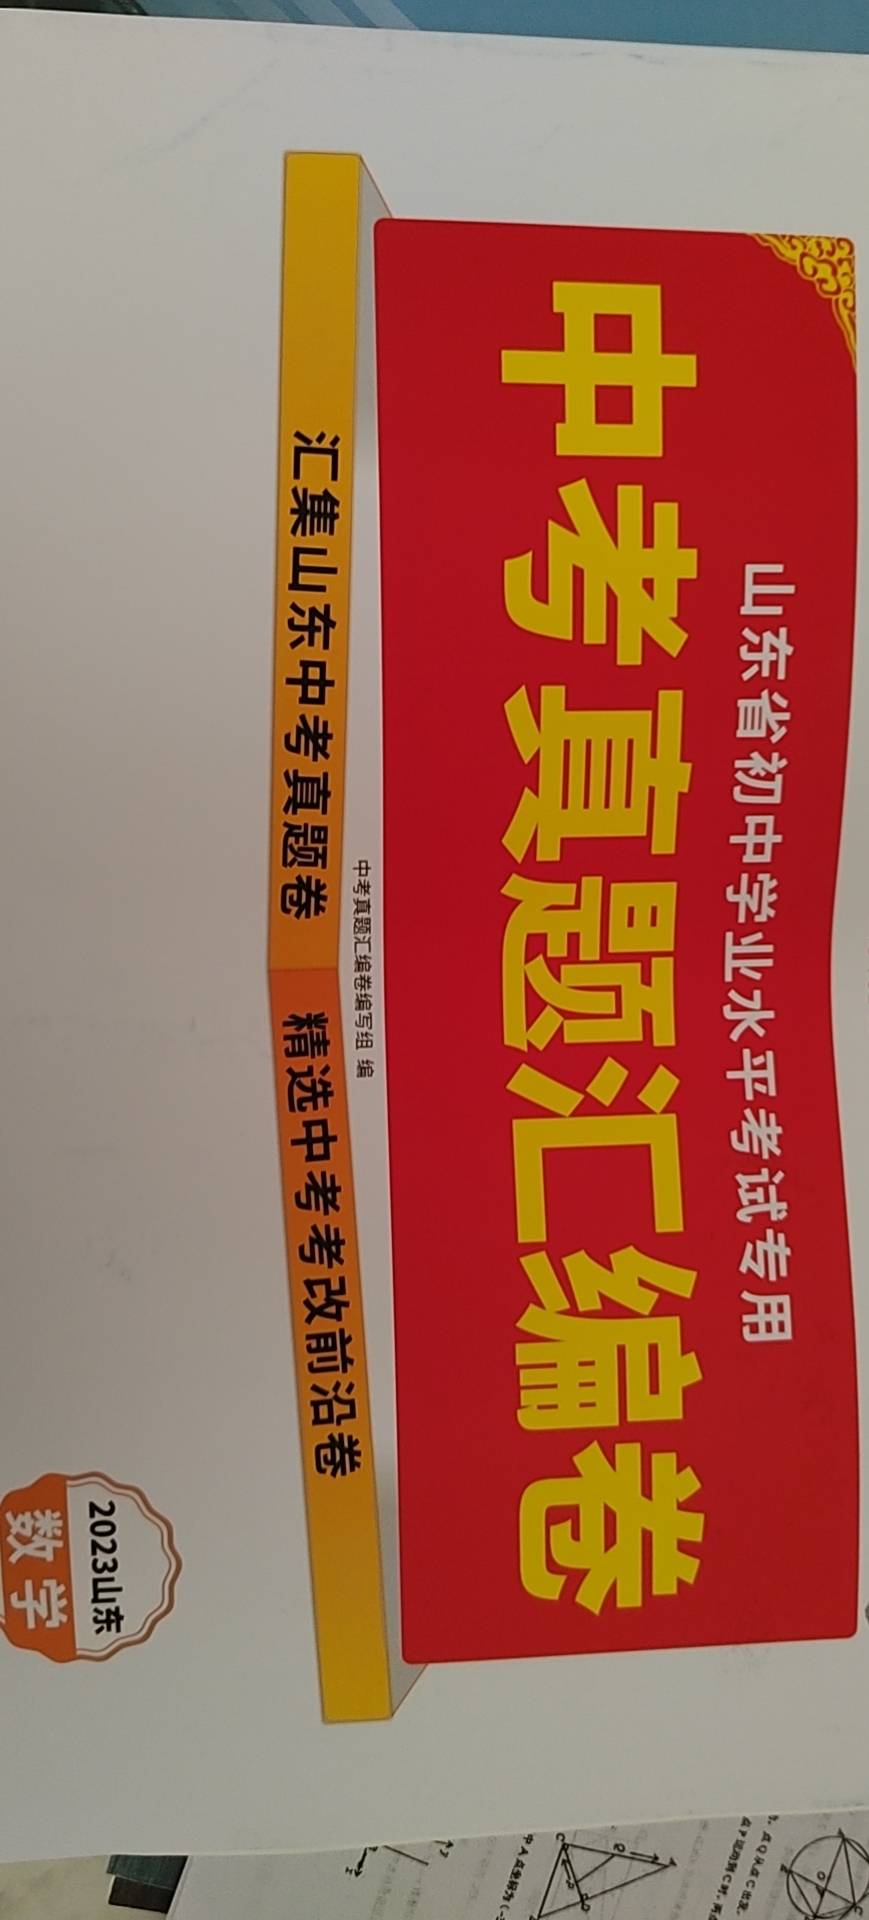 山东省初中学业水平考试专用
中考真题汇编卷
中考真题汇编卷编写组 编
汇集山东中考真题卷 精选中考考改前沿卷
2023山东
数学